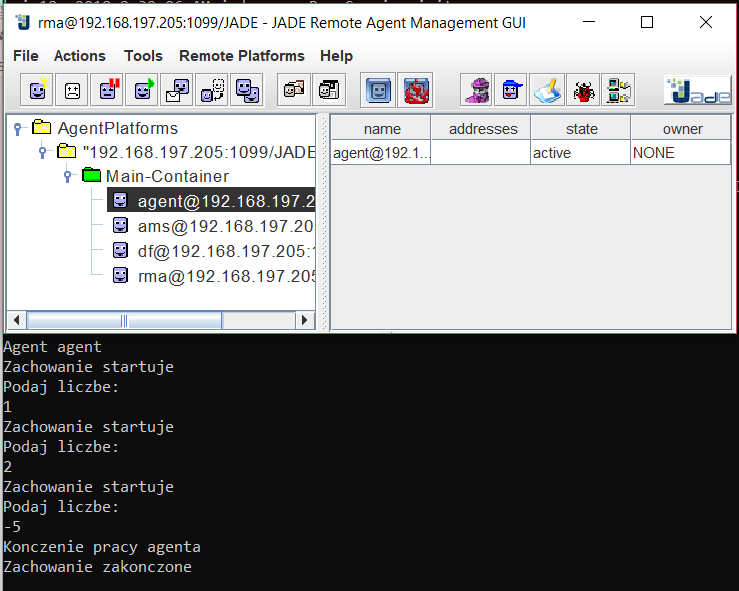 rma@192.168.197.205:1099/JADE - JADE Remote Agent Management GUI
File Actions Tools Remote Platforms Help
Jade
AgentPlatforms
"192.168.197.205:1099/JADE
Main-Container
agent@192.168.197.2
ams@192.168.197.20
df@192.168.197.205:1
rma@192.168.197.205
name addresses state owner
agent@192.1... active NONE
Agent agent
Zachowanie startuje
Podaj liczbe:
1
Zachowanie startuje
Podaj liczbe:
2
Zachowanie startuje
Podaj liczbe:
-5
Konczenie pracy agenta
Zachowanie zakonczone